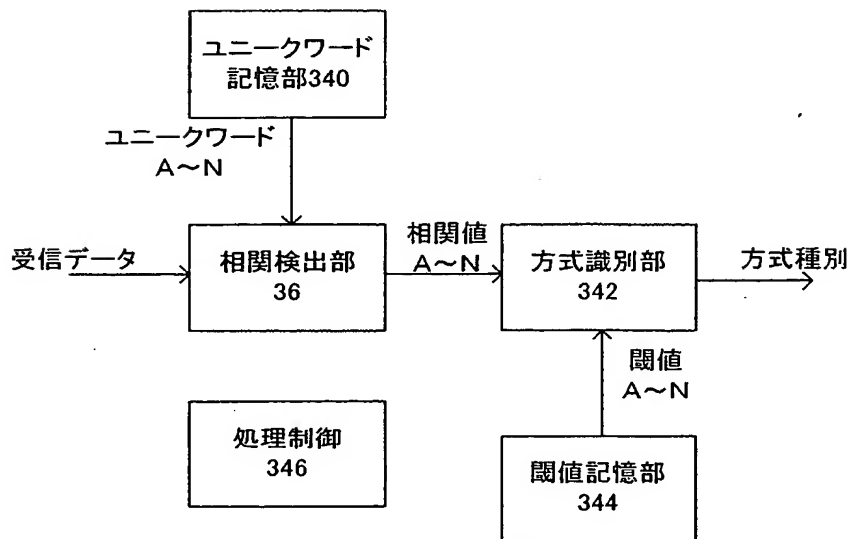 ユニークワード
記憶部340
ユニークワード
A～N
受信データ
相関検出部
36
相関値
A～N
方式識別部
342
方式種別
閾値
A～N
処理制御
346
閾値記憶部
344